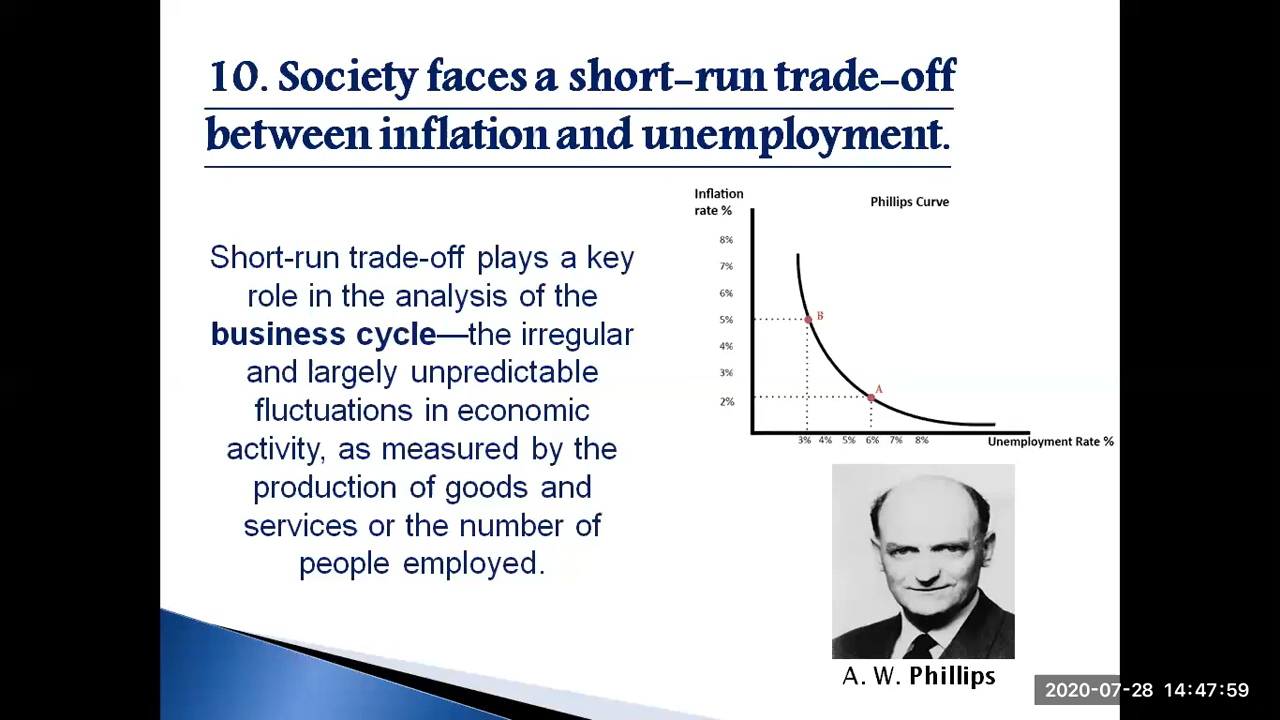 10. Society faces a short-run trade-off
between inflation and unemployment.
Short-run trade-off plays a key
role in the analysis of the
business cycle—the irregular
and largely unpredictable
fluctuations in economic
activity, as measured by the
production of goods and
services or the number of
people employed.
Inflation
rate %
Phillips Curve
8%
7%
6%
5%
4%
3%
2%
B
A
3% 4% 5% 6% 7% 8%
Unemployment Rate %
A. W. Phillips
2020-07-28 14:47:59